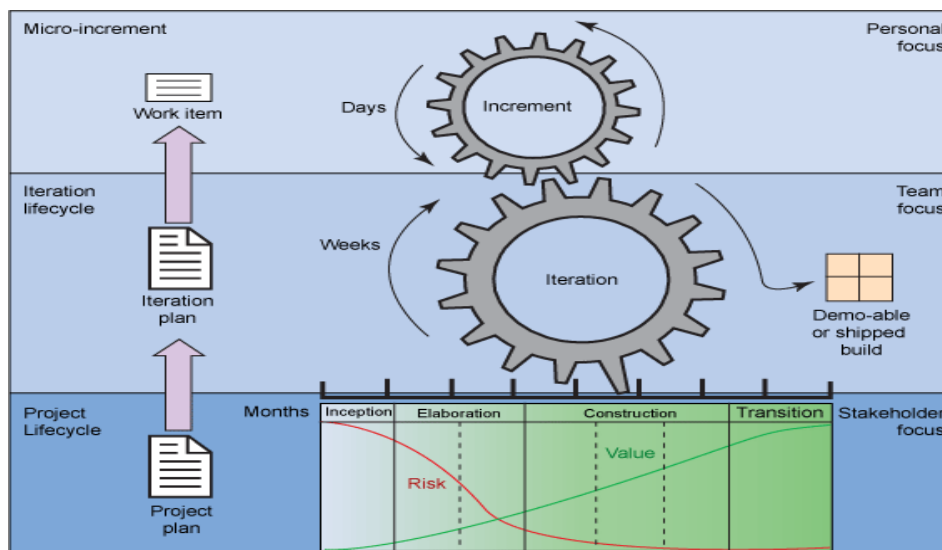 Micro-increment
Personal
focus
Work item
Days
Increment
Iteration
lifecycle
Team
focus
Weeks
Iteration
Iteration
plan
Demo-able
or shipped
build
Project
Lifecycle
Months
Inception
Elaboration
Construction
Transition
Stakeholder
focus
Value
Risk
Project
plan